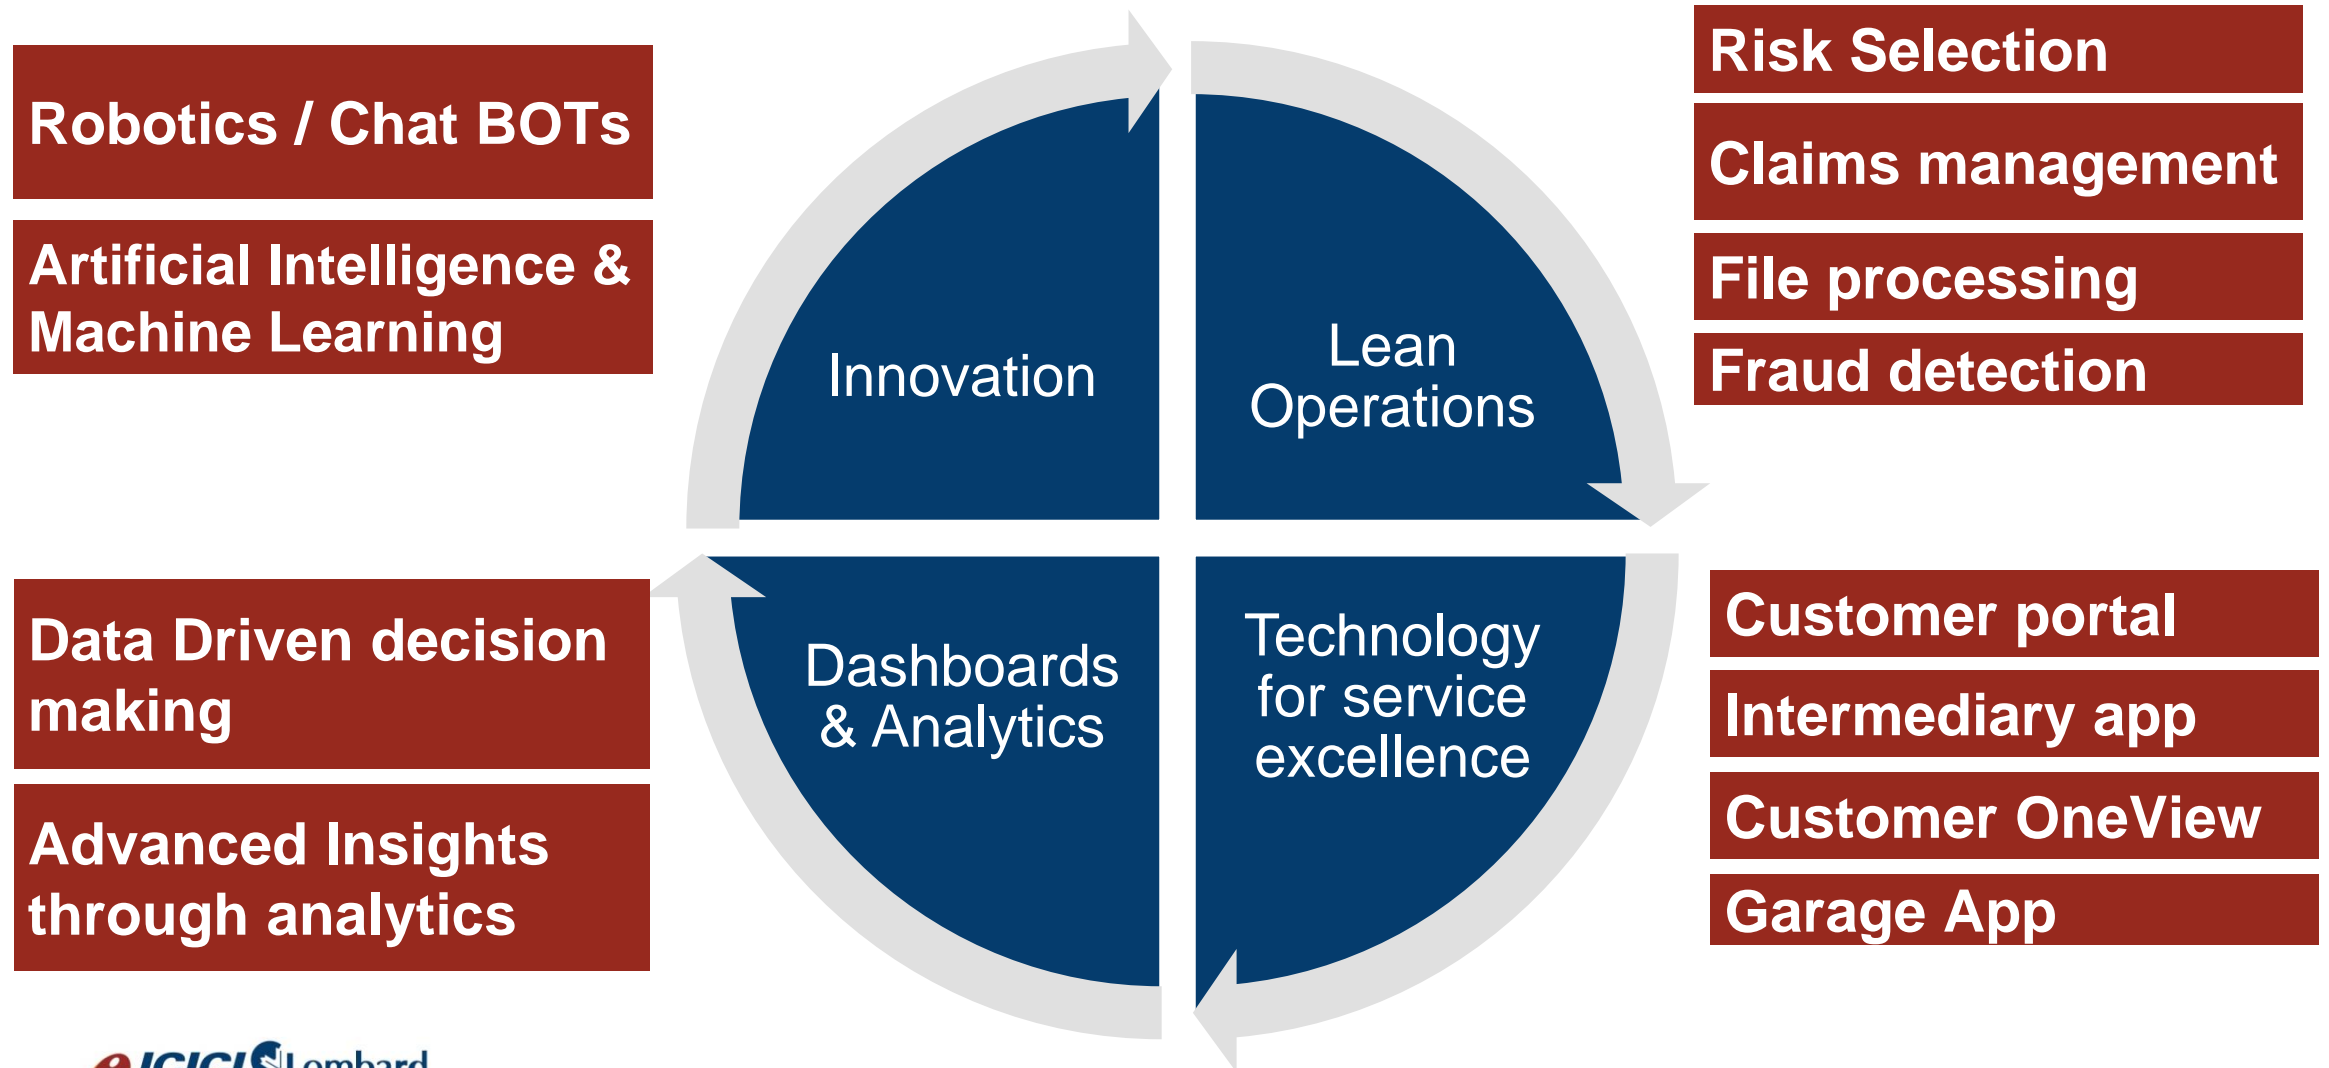 Robotics / Chat BOTs
Artificial Intelligence &
Machine Learning
Innovation
Lean
Operations
Risk Selection
Claims management
File processing
Fraud detection
Data Driven decision
making
Advanced Insights
through analytics
Dashboards
& Analytics
Technology
for service
excellence
Customer portal
Intermediary app
Customer OneView
Garage App
ICICI Lombard